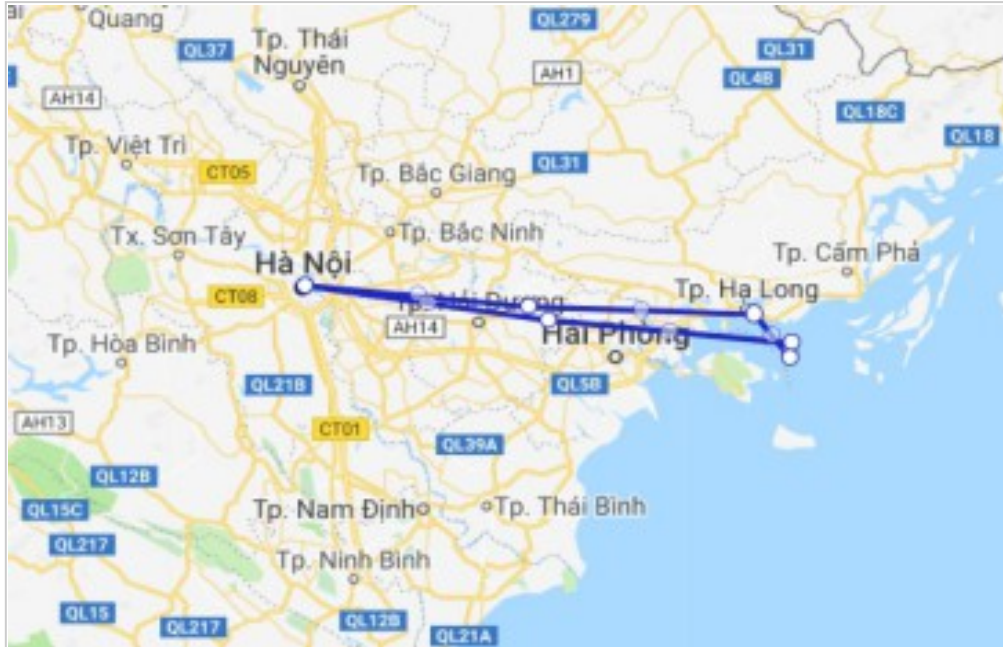 Quang
QL37
Tp. Thái
Nguyên
QL279
AH1
QL31
QL4B
QL18C
QL18
AH14
Tp. Việt Trì
CT05
QL31
Tp. Bắc Giang
Tx. Sơn Tây
Tp. Bắc Ninh
Hà Nội
Tp. Cẩm Phả
CT08
Tp. Hạ Long
AH14
Hải Phòng
Tp. Hòa Bình
QL21B
QL5B
AH13
CT01
QL39A
QL12B
QL15C
Tp. Nam Định
Tp. Thái Bình
QL217
Tp. Ninh Bình
QL15
QL217
QL12B
QL21A